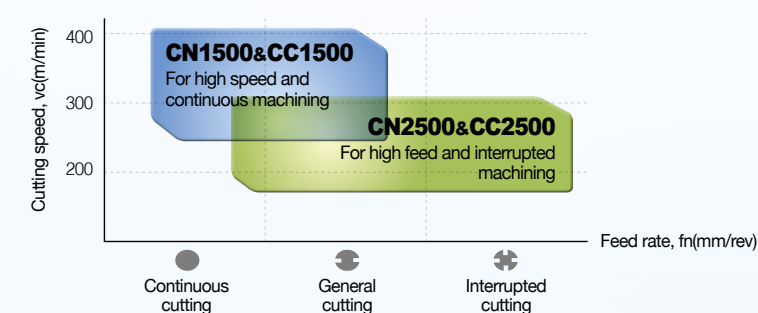 Cutting speed, vc(m/min)
400
300
200
CN1500&CC1500
For high speed and
continuous machining
CN2500&CC2500
For high feed and interrupted
machining
Feed rate, fn(mm/rev)
Continuous
cutting
General
cutting
Interrupted
cutting